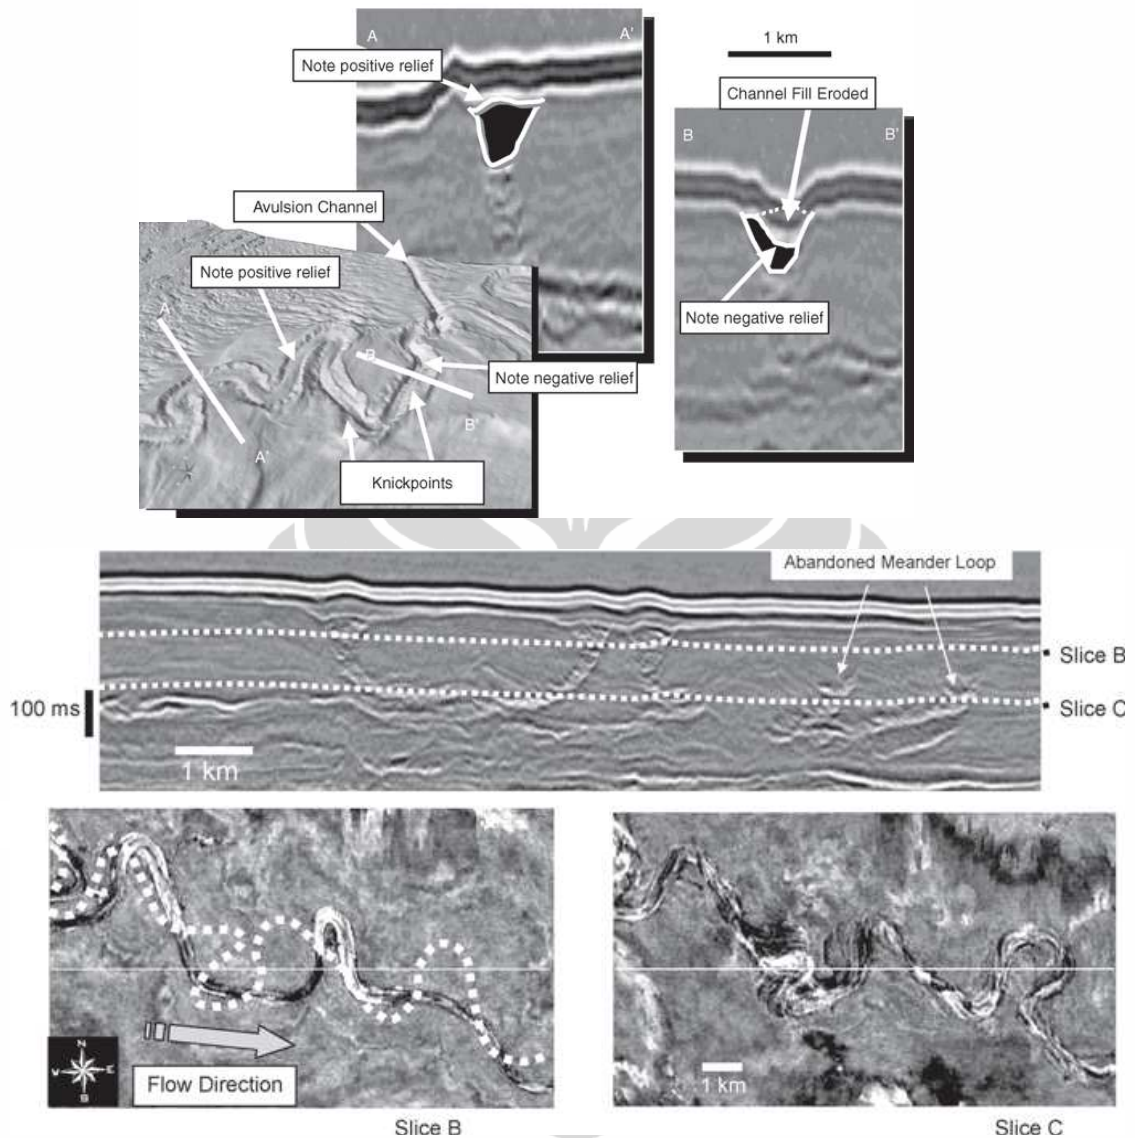 A
A'
1 km
Note positive relief
Channel Fill Eroded
B
B'
Avulsion Channel
Note positive relief
Note negative relief
A
B
Note negative relief
B'
A'
Knickpoints
Abandoned Meander Loop
Slice B
100 ms
Slice C
1 km
N
W
E
S
Flow Direction
1 km
Slice B
Slice C